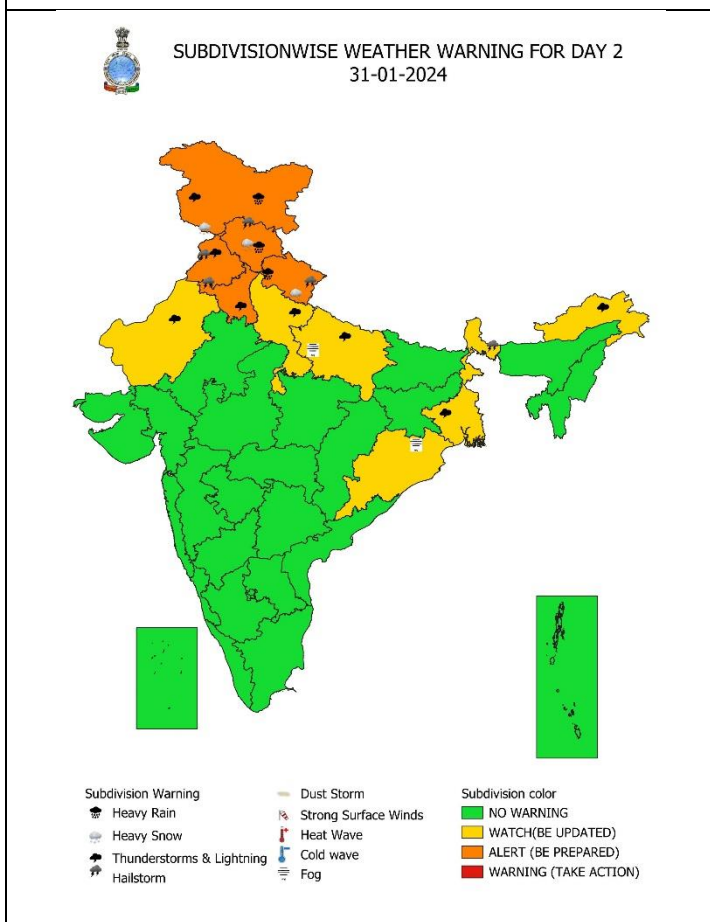 SUBDIVISIONWISE WEATHER WARNING FOR DAY 2
31-01-2024
Subdivision Warning
Heavy Rain
Heavy Snow
Thunderstorms & Lightning
Hailstorm
Dust Storm
Strong Surface Winds
Heat Wave
Cold wave
Fog
Subdivision color
NO WARNING
WATCH(BE UPDATED)
ALERT (BE PREPARED)
WARNING (TAKE ACTION)